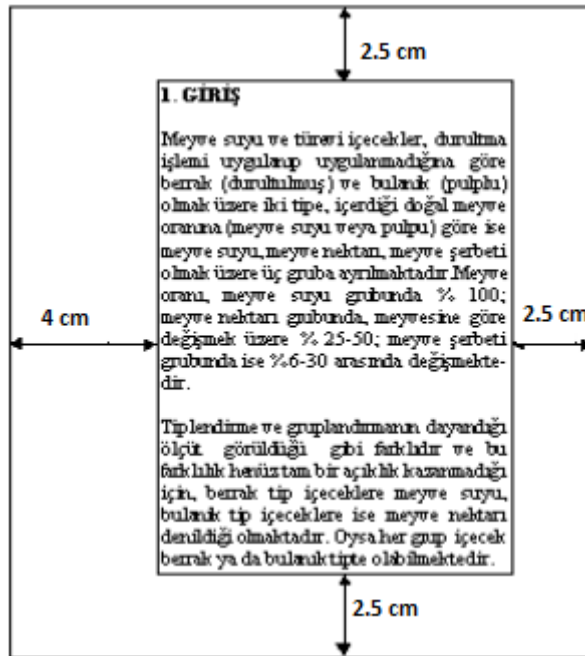 2.5 cm
1. GİRİŞ
Meyve suyu ve türevi içecekler, durultma
işlemi uygulanıp uygulanmadığına göre
berrak (durultulmuş) ve bulanık (pulplu)
olmak üzere iki tipe, içerdiği doğal meyve
oranına (meyve suyu veya pulpu) göre ise
meyve suyu, meyve nektarı, meyve şerbeti
olmak üzere üç gruba ayrılmaktadır.Meyve
oranı, meyve suyu grubunda % 100;
meyve nektarı grubunda, meyvesine göre
değişmek üzere % 25-50; meyve şerbeti
grubunda ise %6-30 arasında değişmekte-
dir.
4 cm
2.5 cm
Tiplendirme ve gruplandırmanın dayandığı
ölçüt görüldüğü gibi farklıdır ve bu
farklılık henüz tam bir açıklık kazanmadığı
için, berrak tip içeceklere meyve suyu,
bulanık tip içeceklere ise meyve nektarı
denildiği olmaktadır. Oysa her grup içecek
berrak ya da bulanık tipte olabilmektedir.
2.5 cm